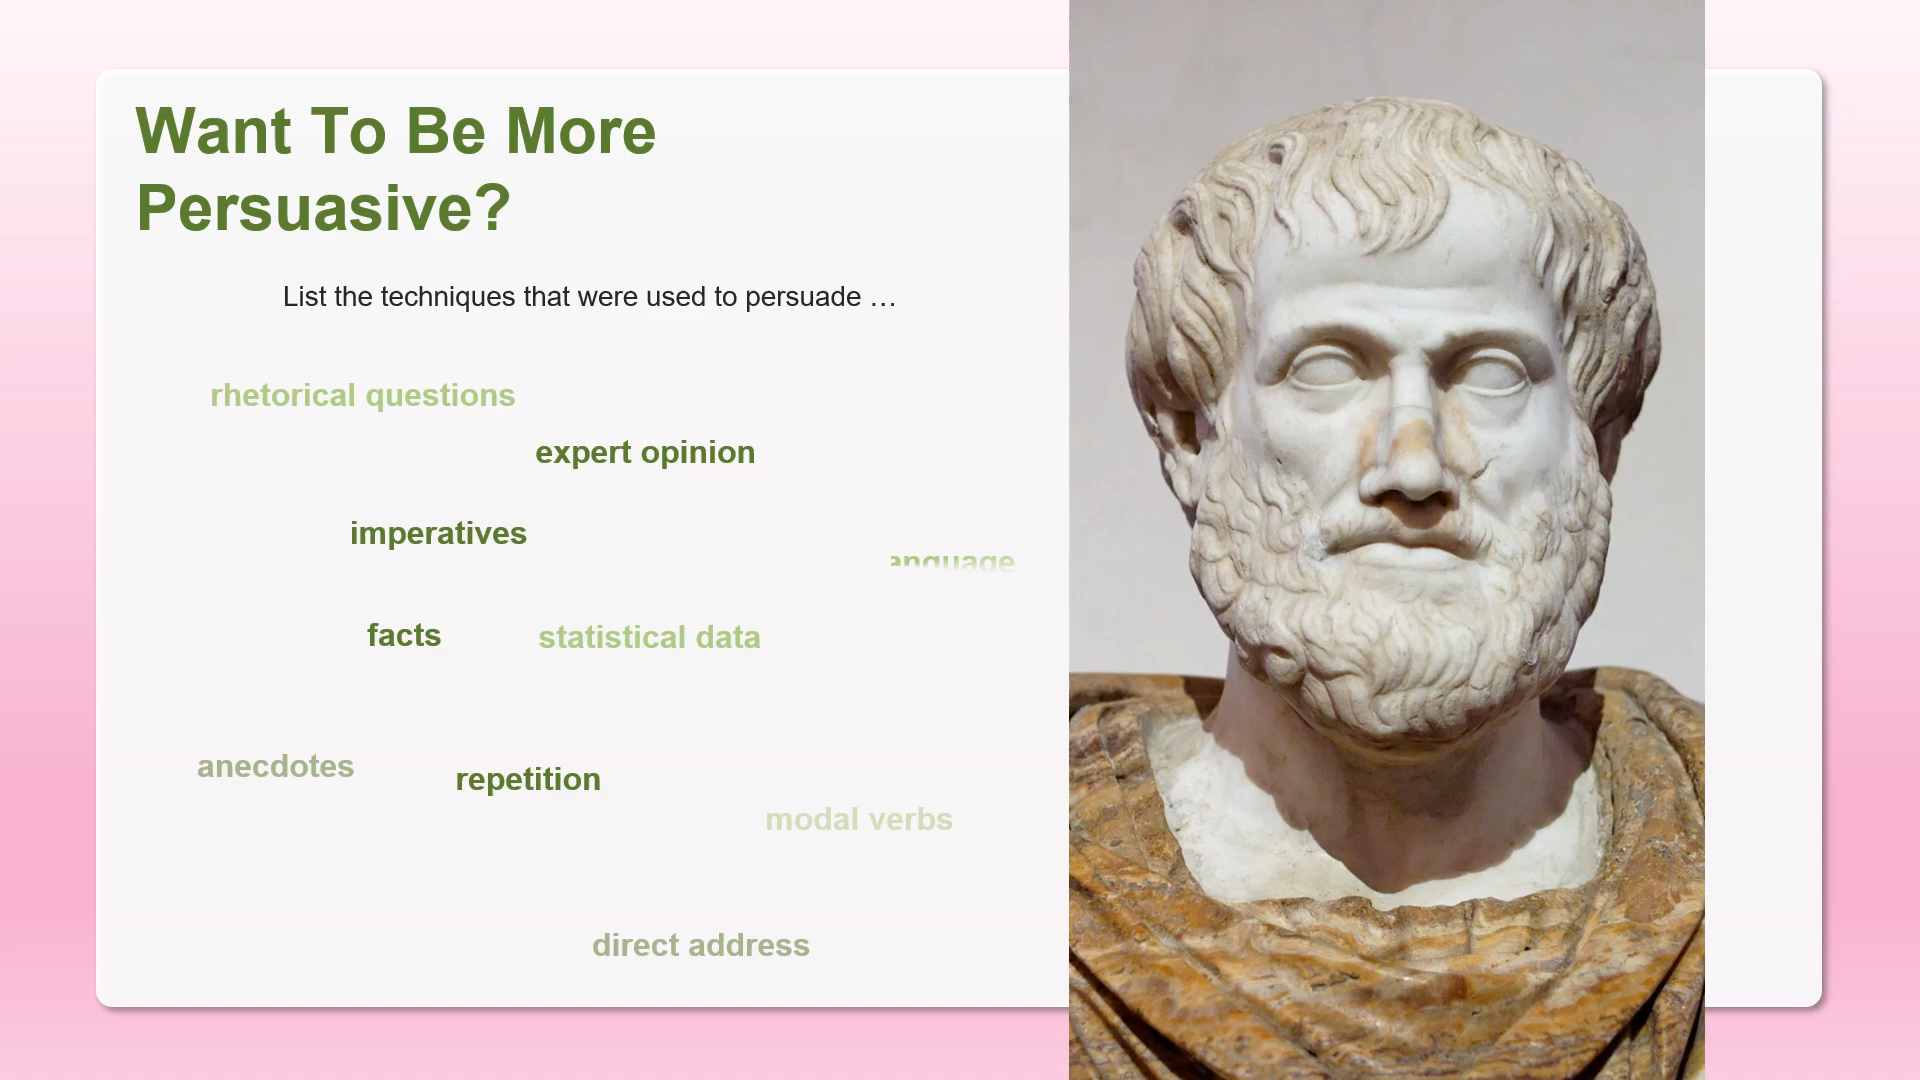 Want To Be More
Persuasive?
List the techniques that were used to persuade …
rhetorical questions
expert opinion
imperatives
facts
statistical data
anecdotes
repetition
modal verbs
direct address